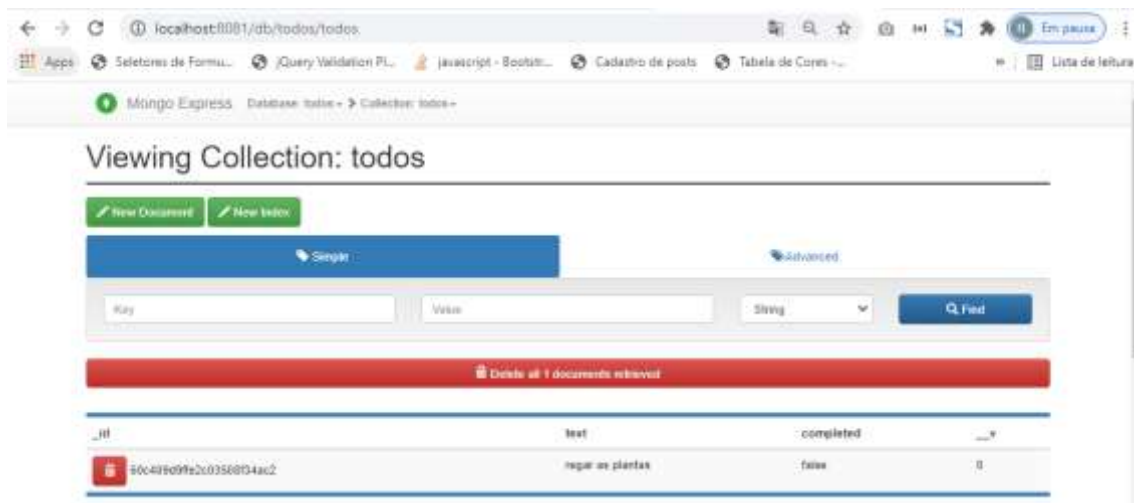 localhost:8081/db/todos/todos
Em pausa
Apps
Seletores de Formu...
jQuery Validation Pl...
javascript - Bootstr...
Cadastro de posts
Tabela de Cores -...
»
Lista de leitura
Mongo Express
Database: todos
Collection: todos
Viewing Collection: todos
New Document
New Index
Simple
Advanced
Key
Value
String
Find
Delete all 1 documents retrieved
_id
text
completed
__v
regar as plantas
false
0